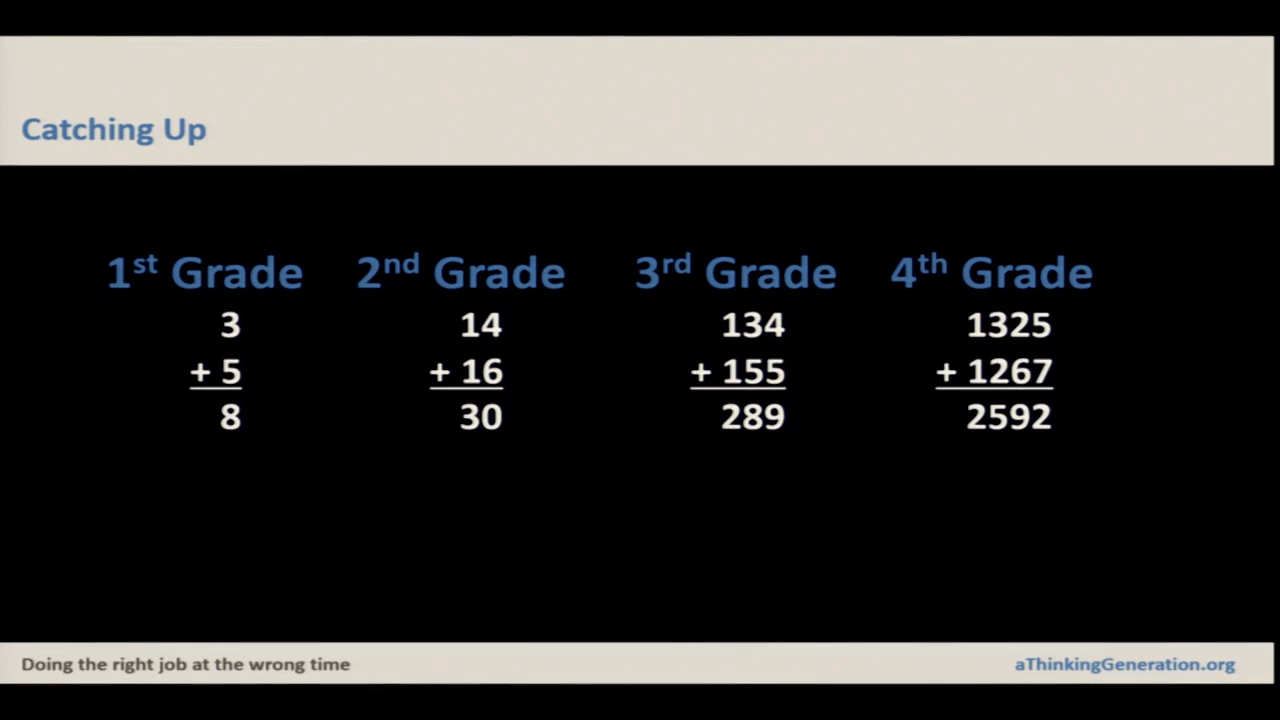 Catching Up
1st Grade 2nd Grade 3rd Grade 4th Grade
3 14 134 1325
+ 5 + 16 + 155 + 1267
8 30 289 2592
Doing the right job at the wrong time aThinkingGeneration.org